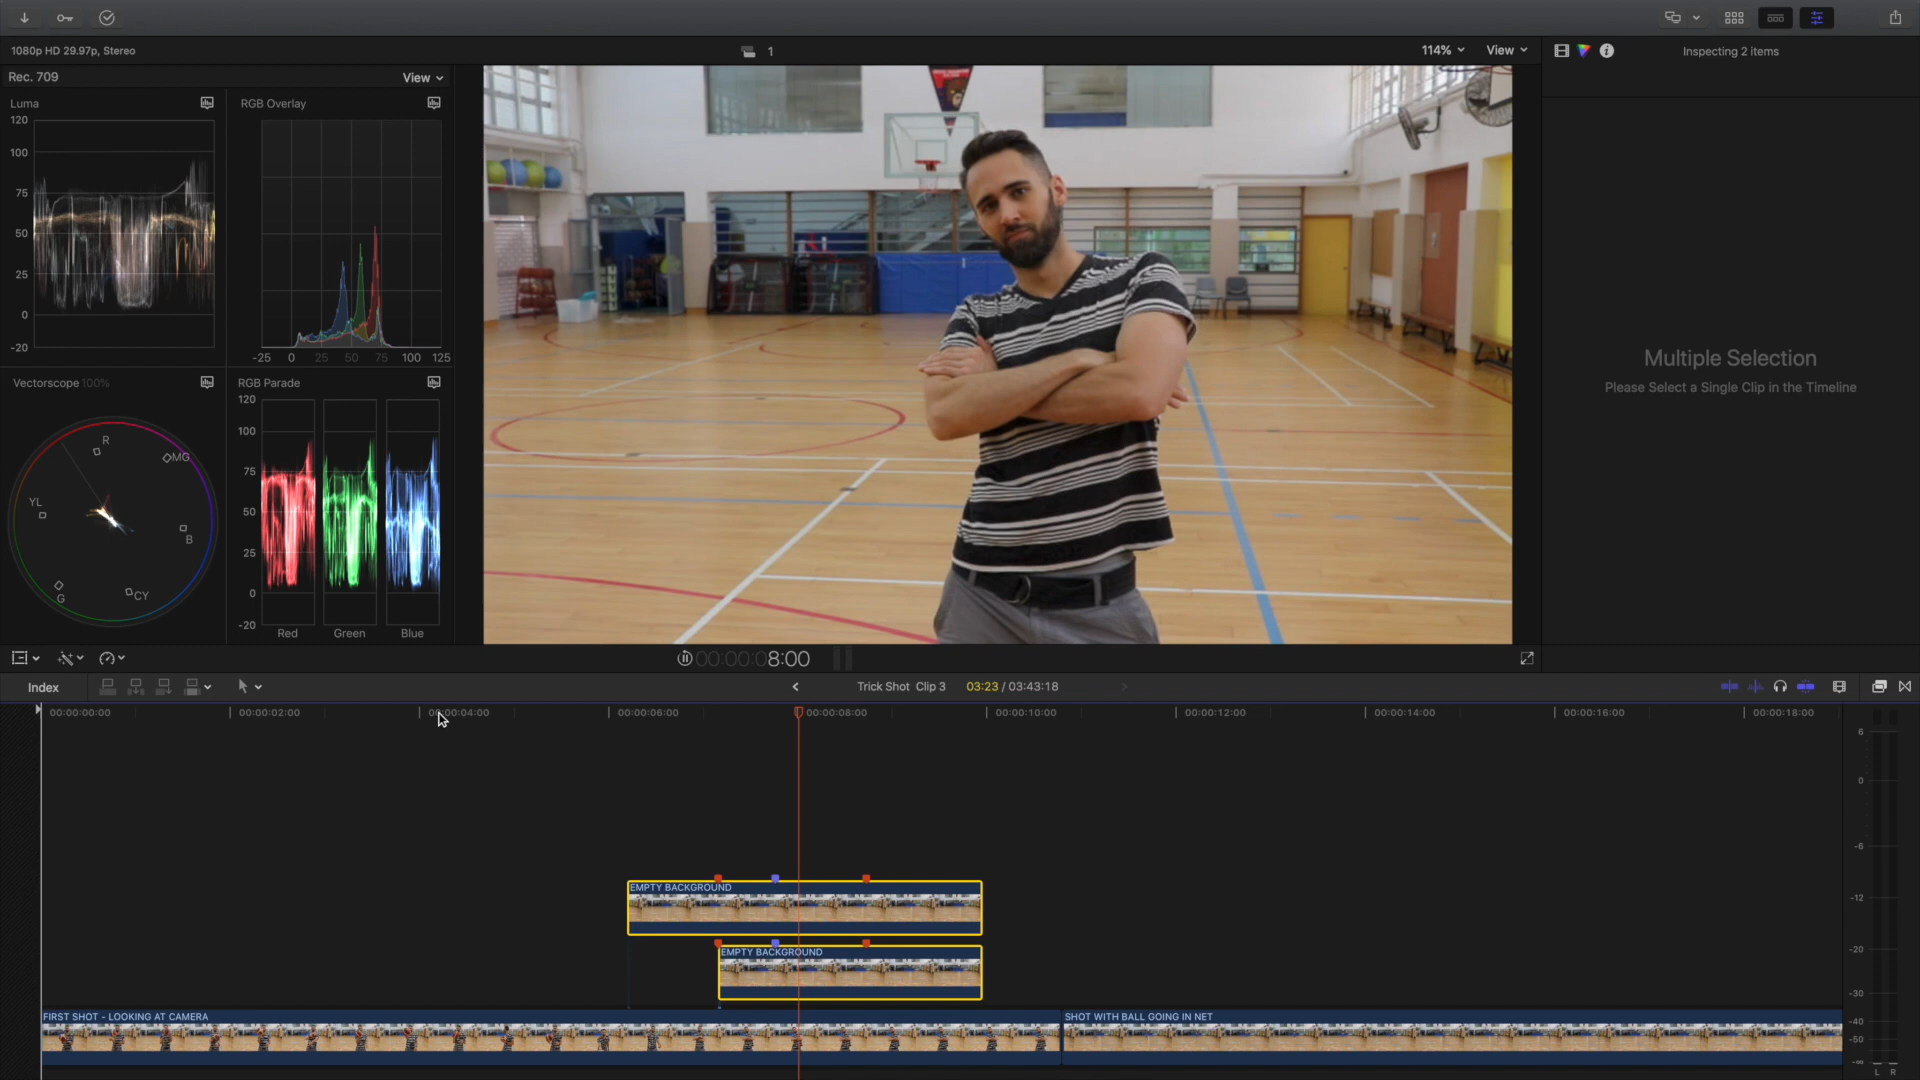 1080p HD 29.97p, Stereo
1
114%
View
Inspecting 2 items
Rec. 709
View
Luma
RGB Overlay
120
100
75
50
25
0
-20
-25 0 25 50 75 100 125
Vectorscope 100%
RGB Parade
R
MG
YL
B
G
CY
120
100
75
50
25
0
-20
Red Green Blue
Multiple Selection
Please Select a Single Clip in the Timeline
00:00:08:00
Index
Trick Shot Clip 3
03:23 / 03:43:18
00:00:00:00
00:00:02:00
00:00:04:00
00:00:06:00
00:00:08:00
00:00:10:00
00:00:12:00
00:00:14:00
00:00:16:00
00:00:18:00
6
0
-6
-12
-20
-30
-40
-50
-∞
L R
EMPTY BACKGROUND
EMPTY BACKGROUND
FIRST SHOT - LOOKING AT CAMERA
SHOT WITH BALL GOING IN NET